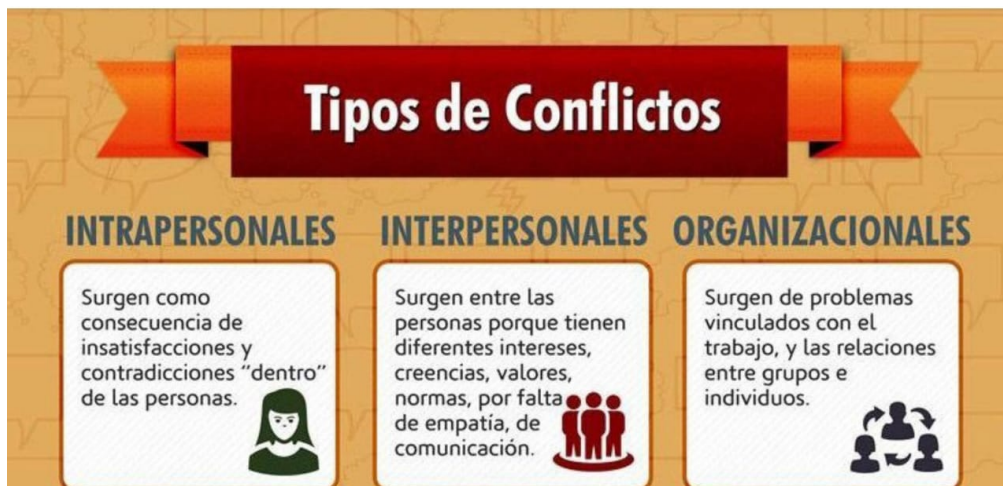 Tipos de Conflictos
INTRAPERSONALES
Surgen como
consecuencia de
insatisfacciones y
contradicciones "dentro"
de las personas.
INTERPERSONALES
Surgen entre las
personas porque tienen
diferentes intereses,
creencias, valores,
normas, por falta
de empatía, de
comunicación.
ORGANIZACIONALES
Surgen de problemas
vinculados con el
trabajo, y las relaciones
entre grupos e
individuos.